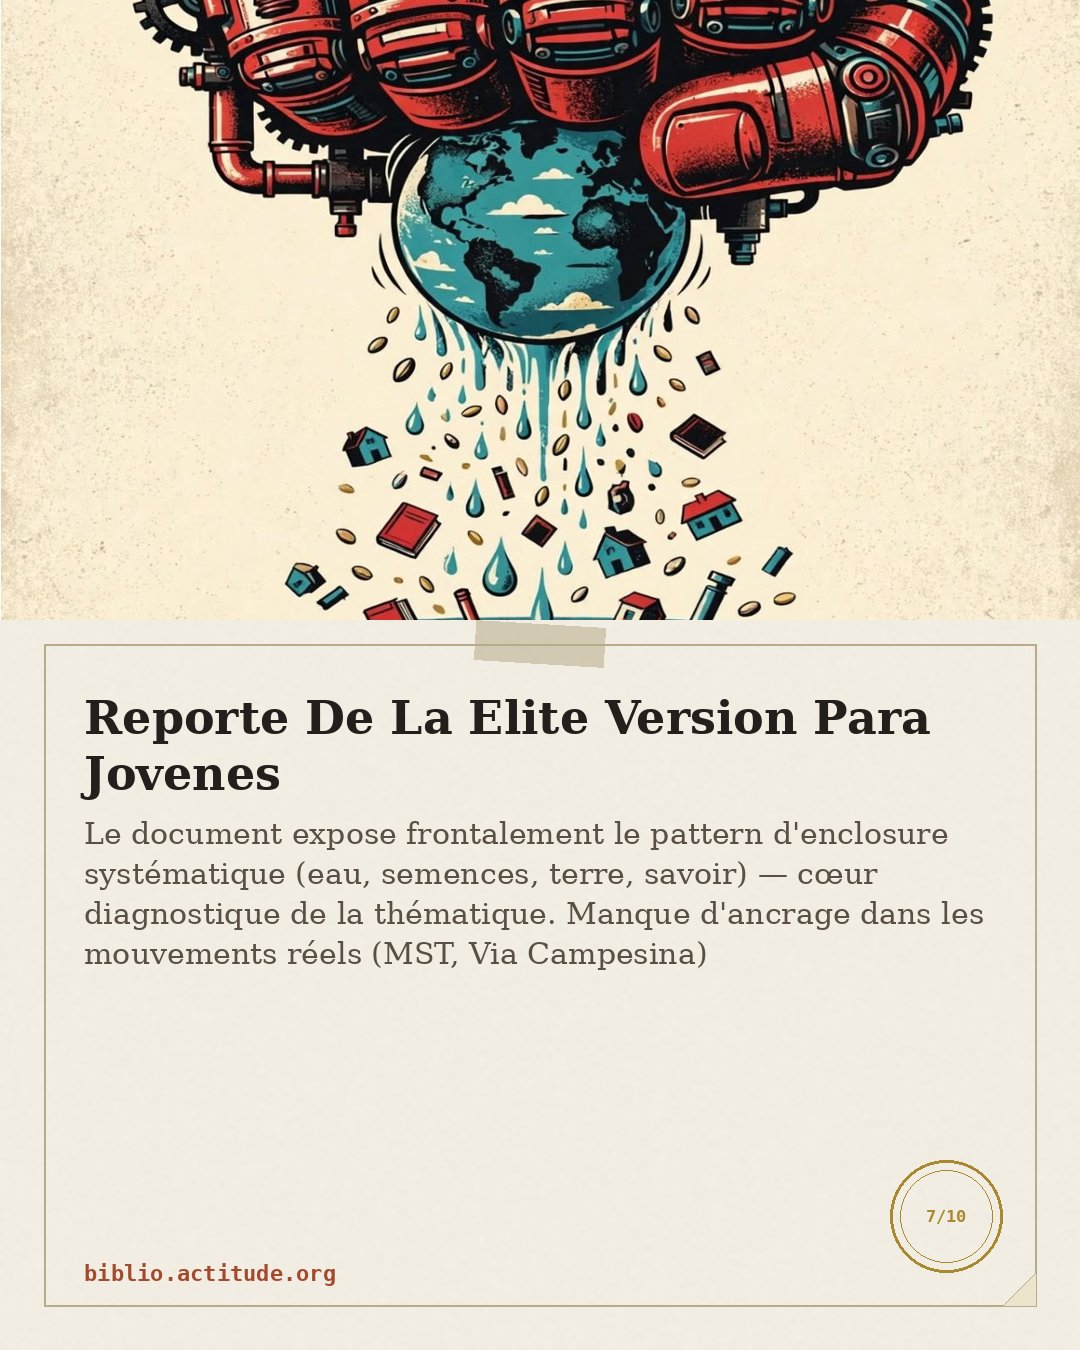 Reporte De La Elite Version Para
Jovenes
Le document expose frontalement le pattern d'enclosure
systématique (eau, semences, terre, savoir) — cœur
diagnostique de la thématique. Manque d'ancrage dans les
mouvements réels (MST, Via Campesina)
7/10
biblio.actitude.org